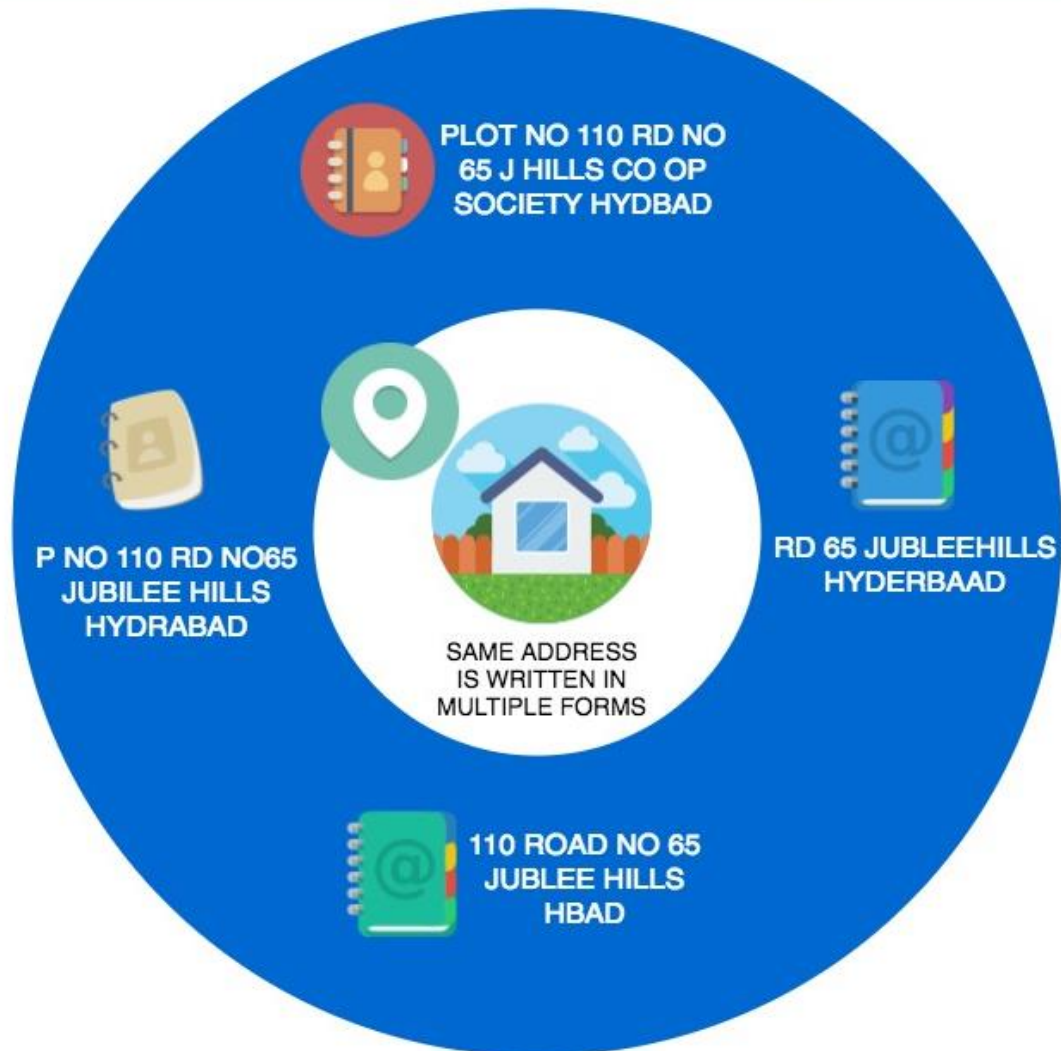 PLOT NO 110 RD NO
65 J HILLS CO OP
SOCIETY HYDBAD
P NO 110 RD NO65
JUBILEE HILLS
HYDRABAD
SAME ADDRESS
IS WRITTEN IN
MULTIPLE FORMS
RD 65 JUBLEEHILLS
HYDERBAAD
110 ROAD NO 65
JUBLEE HILLS
HBAD
@
@